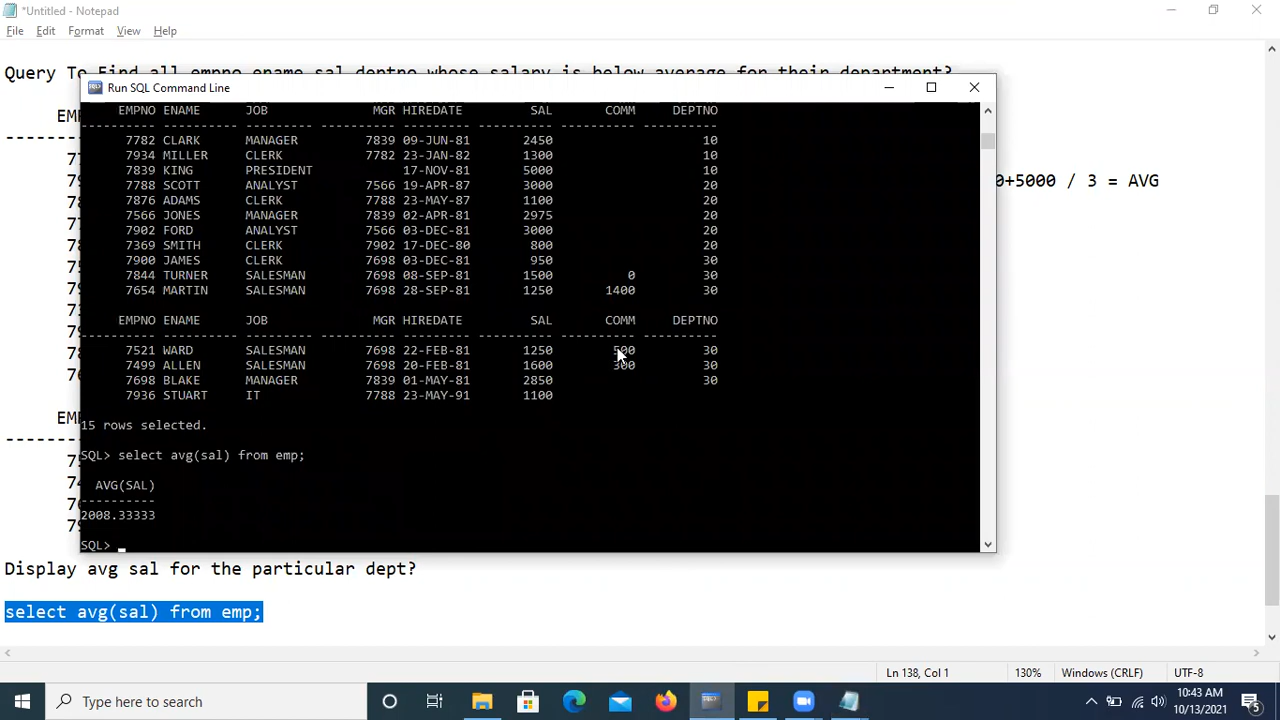 *Untitled - Notepad
File Edit Format View Help
Query To Find all empno ename sal deptno whose salary is below average for their department?
Run SQL Command Line
EMPNO ENAME JOB MGR HIREDATE SAL COMM DEPTNO
7782 CLARK MANAGER 7839 09-JUN-81 2450 10
7934 MILLER CLERK 7782 23-JAN-82 1300 10
7839 KING PRESIDENT 17-NOV-81 5000 10
7788 SCOTT ANALYST 7566 19-APR-87 3000 20
7876 ADAMS CLERK 7788 23-MAY-87 1100 20
7566 JONES MANAGER 7839 02-APR-81 2975 20
7902 FORD ANALYST 7566 03-DEC-81 3000 20
7369 SMITH CLERK 7902 17-DEC-80 800 20
7900 JAMES CLERK 7698 03-DEC-81 950 30
7844 TURNER SALESMAN 7698 08-SEP-81 1500 0 30
7654 MARTIN SALESMAN 7698 28-SEP-81 1250 1400 30
EMPNO ENAME JOB MGR HIREDATE SAL COMM DEPTNO
7521 WARD SALESMAN 7698 22-FEB-81 1250 500 30
7499 ALLEN SALESMAN 7698 20-FEB-81 1600 300 30
7698 BLAKE MANAGER 7839 01-MAY-81 2850 30
7936 STUART IT 7788 23-MAY-91 1100
15 rows selected.
SQL> select avg(sal) from emp;
AVG(SAL)
2008.33333
SQL>
0+5000 / 3 = AVG
Display avg sal for the particular dept?
select avg(sal) from emp;
Ln 138, Col 1 130% Windows (CRLF) UTF-8
Type here to search
10:43 AM
10/13/2021
5